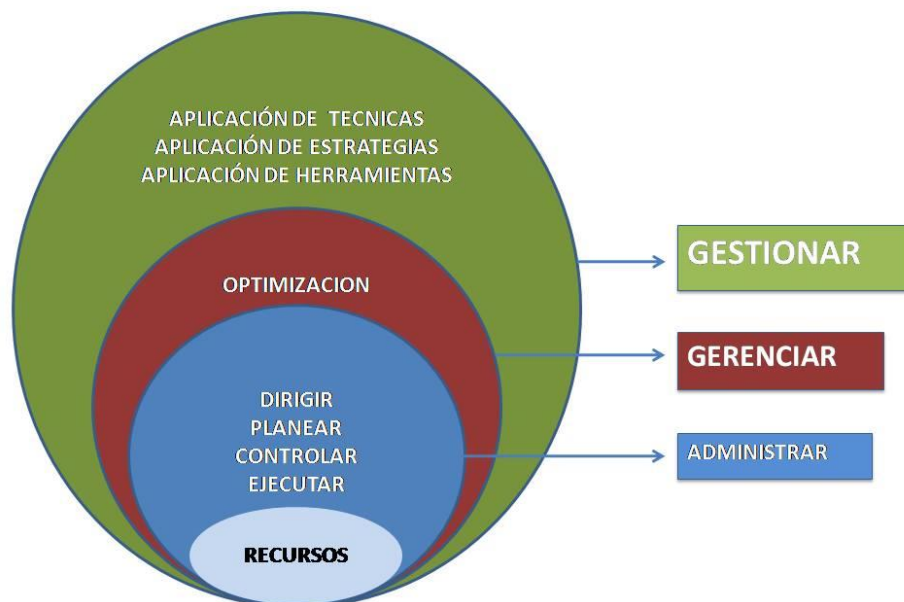 APLICACIÓN DE TECNICAS
APLICACIÓN DE ESTRATEGIAS
APLICACIÓN DE HERRAMIENTAS
GESTIONAR
OPTIMIZACION
GERENCIAR
DIRIGIR
PLANEAR
CONTROLAR
EJECUTAR
ADMINISTRAR
RECURSOS